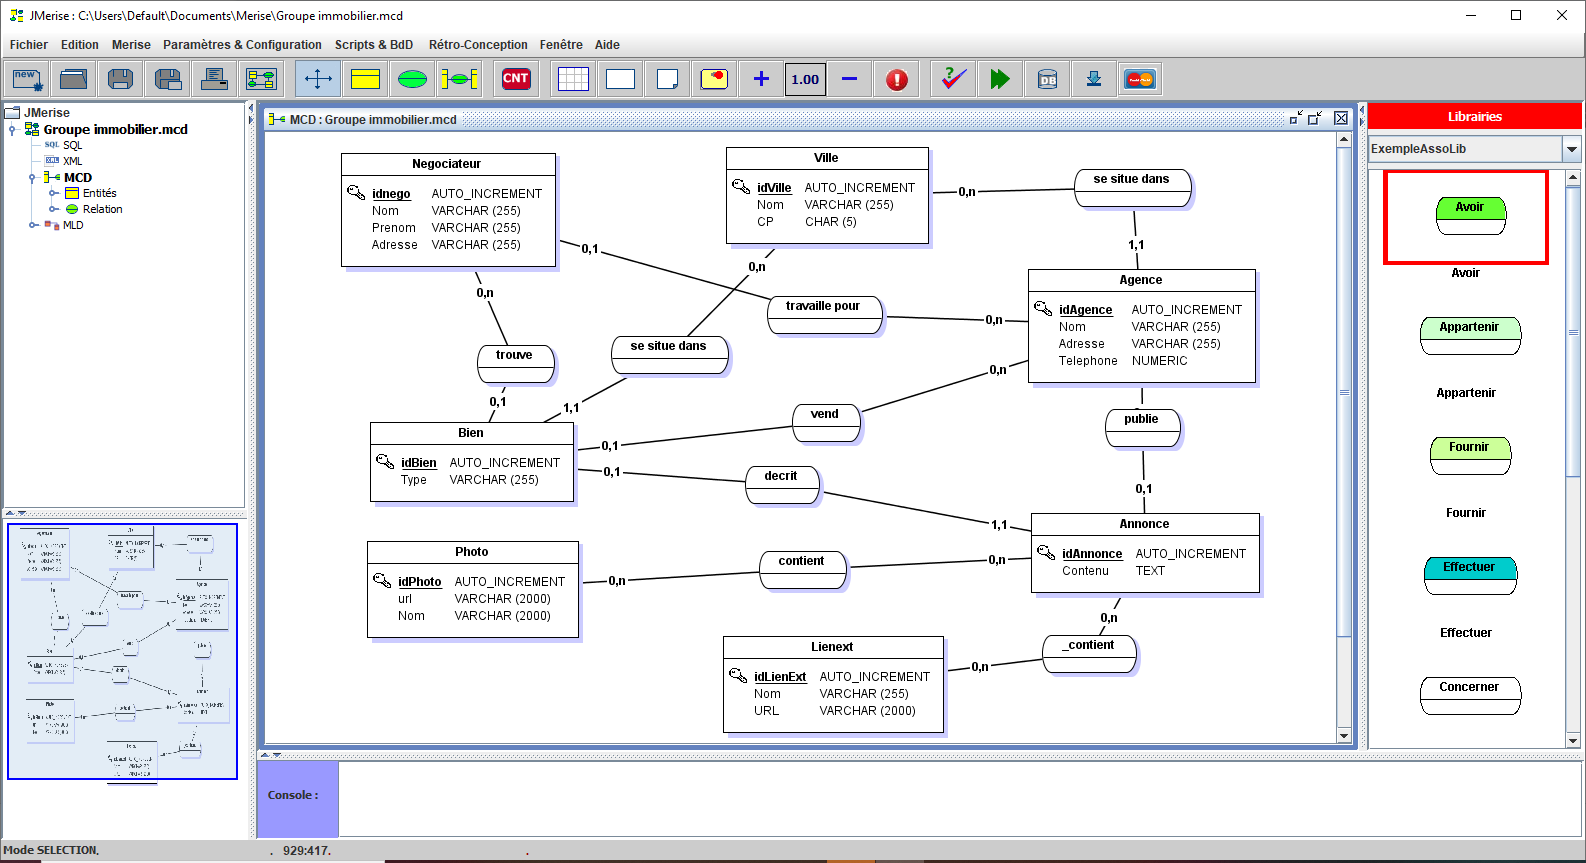 JMerise : C:\Users\Default\Documents\Merise\Groupe immobilier.mcd
Fichier Edition Merise Paramètres & Configuration Scripts & BdD Rétro-Conception Fenêtre Aide
new CNT 1.00 ! ? DB
JMerise
Groupe immobilier.mcd
SQL SQL
XML XML
MCD
Entités
Relation
MLD
MCD : Groupe immobilier.mcd
Negociateur
idnego AUTO_INCREMENT
Nom VARCHAR (255)
Prenom VARCHAR (255)
Adresse VARCHAR (255)
Ville
idVille AUTO_INCREMENT
Nom VARCHAR (255)
CP CHAR (5)
0,n
se situe dans
1,1
0,1
0,n
0,n
travaille pour
0,n
Agence
idAgence AUTO_INCREMENT
Nom VARCHAR (255)
Adresse VARCHAR (255)
Telephone NUMERIC
trouve
0,1
se situe dans
1,1
0,n
vend
0,1
publie
0,1
Bien
idBien AUTO_INCREMENT
Type VARCHAR (255)
0,1
decrit
1,1
Annonce
idAnnonce AUTO_INCREMENT
Contenu TEXT
Photo
idPhoto AUTO_INCREMENT
url VARCHAR (2000)
Nom VARCHAR (2000)
0,n
contient
0,n
0,n
_contient
0,n
Lienext
idLienExt AUTO_INCREMENT
Nom VARCHAR (255)
URL VARCHAR (2000)
Librairies
ExempleAssoLib
Avoir
Avoir
Appartenir
Appartenir
Fournir
Fournir
Effectuer
Effectuer
Concerner
Console :
Mode SELECTION. . 929:417. .